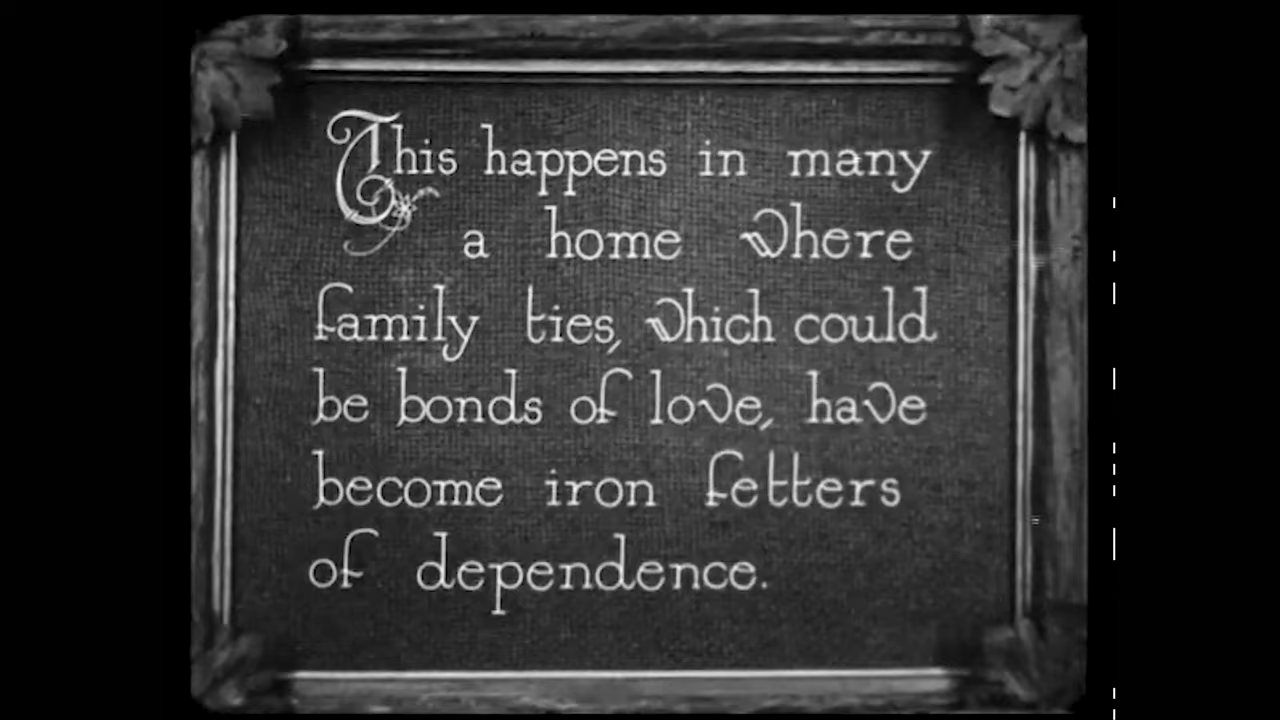 This happens in many
a home where
family ties, which could
be bonds of love, have
become iron fetters
of dependence.